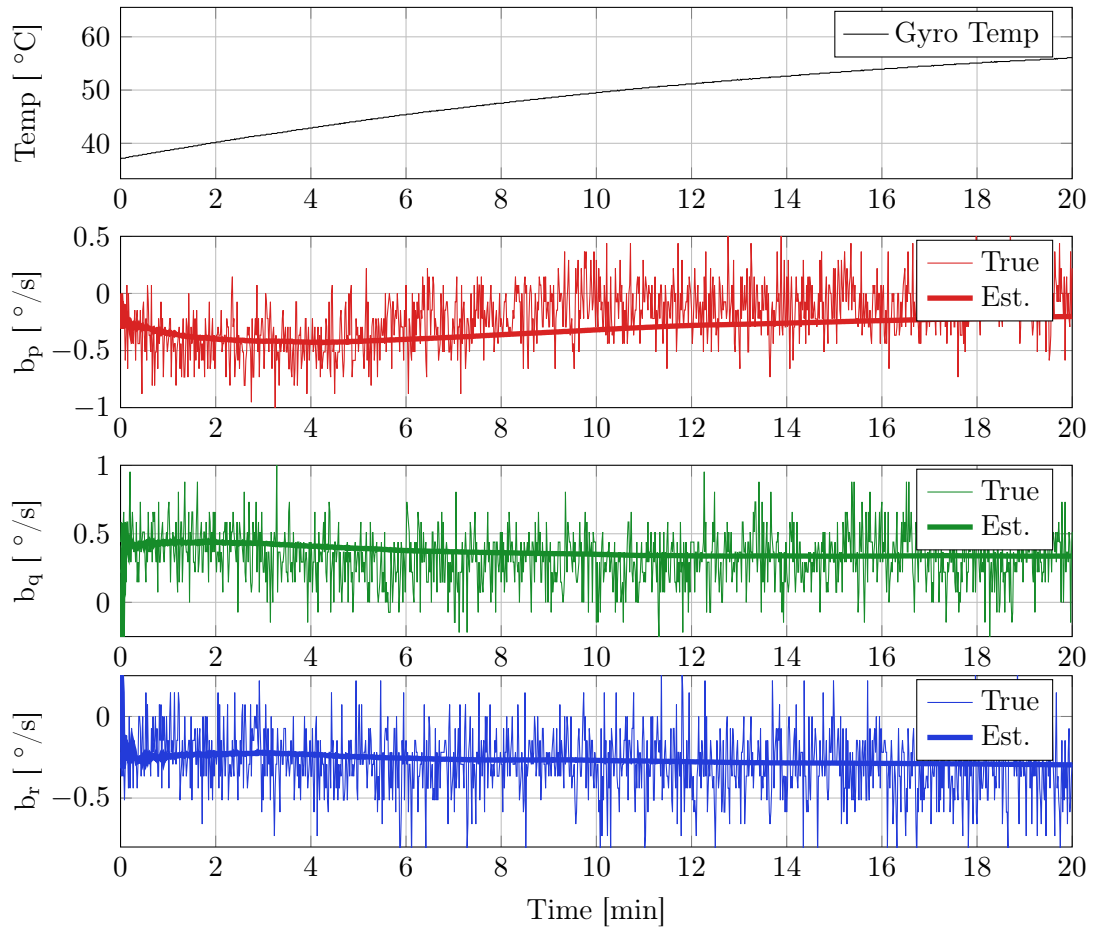 Temp [ °C]
60
50
40
Gyro Temp
0 2 4 6 8 10 12 14 16 18 20
b_p [ °/s]
0.5
0
−0.5
−1
True
Est.
0 2 4 6 8 10 12 14 16 18 20
b_q [ °/s]
1
0.5
0
True
Est.
0 2 4 6 8 10 12 14 16 18 20
b_r [ °/s]
0
−0.5
True
Est.
0 2 4 6 8 10 12 14 16 18 20
Time [min]